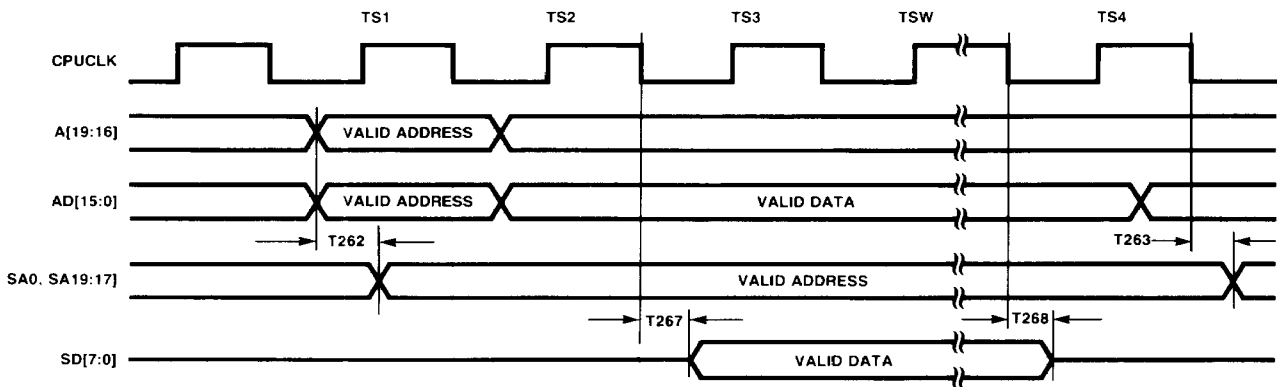 TS1 TS2 TS3 TSW TS4
CPUCLK
A[19:16] VALID ADDRESS
AD[15:0] VALID ADDRESS VALID DATA
T262 T263
SA0, SA19:17] VALID ADDRESS
T267 T268
SD[7:0] VALID DATA